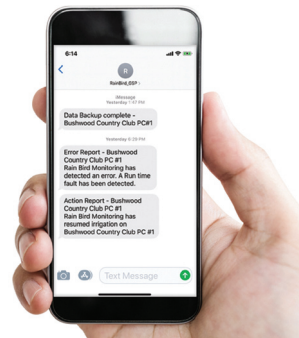 6:14
R
RainBird_GSP
iMessage
Yesterday 1:47 PM
Data Backup complete -
Bushwood Country Club PC#1
Yesterday 6:29 PM
Error Report - Bushwood
Country Club PC #1
Rain Bird Monitoring has
detected an error. A Run time
fault has been detected.
Action Report - Bushwood
Country Club PC #1
Rain Bird Monitoring has
resumed irrigation on
Bushwood Country Club PC #1
Text Message